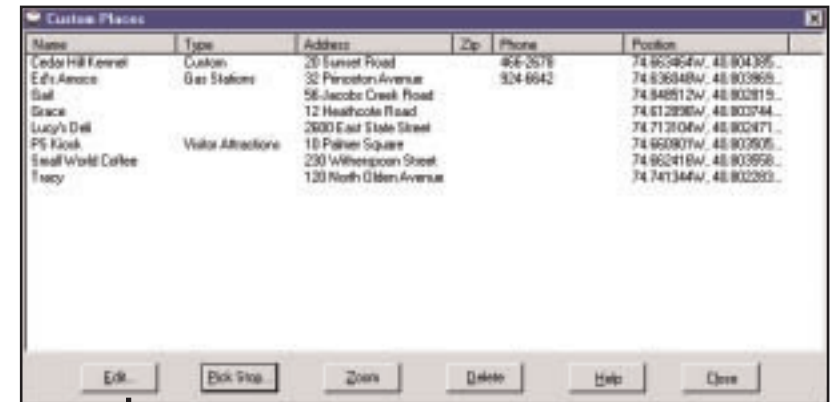 Custom Places
Name Type Address Zip Phone Position
Cedar Hill Kennel Custom 20 Sunset Road 466-2678
Ed's Amoco Gas Stations 32 Princeton Avenue 924-6642
Gail 56 Jacobs Creek Road
Grace 12 Heathcote Road
Lucy's Deli 2600 East State Street
PS Kiosk Visitor Attractions 10 Palmer Square
Small World Coffee 230 Witherspoon Street
Tracy 120 North Olden Avenue
Edit... Pick Stop... Zoom Delete Help Close